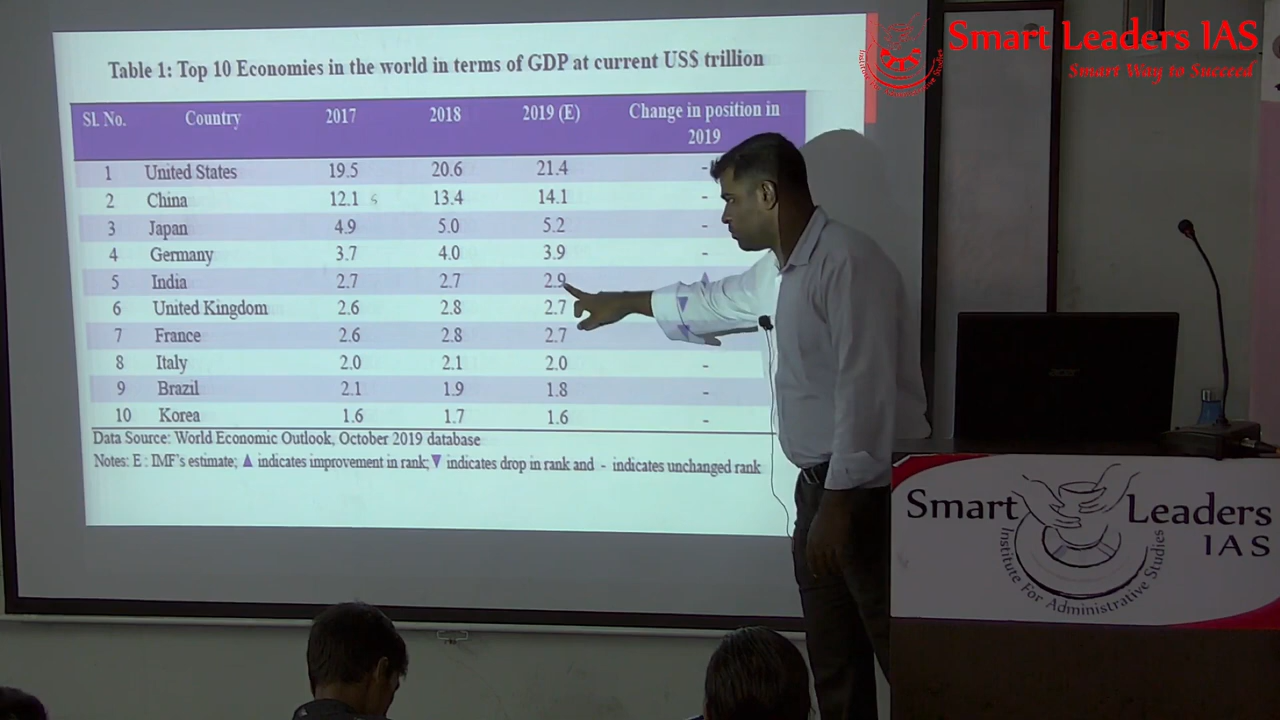 Smart Leaders IAS
Smart Way to Succeed
Institute For Administrative Studies
Table 1: Top 10 Economies in the world in terms of GDP at current US$ trillion
Sl. No. Country 2017 2018 2019 (E) Change in position in 2019
1 United States 19.5 20.6 21.4 -
2 China 12.1 13.4 14.1 -
3 Japan 4.9 5.0 5.2 -
4 Germany 3.7 4.0 3.9 -
5 India 2.7 2.7 2.9 ▲
6 United Kingdom 2.6 2.8 2.7 ▼
7 France 2.6 2.8 2.7 ▼
8 Italy 2.0 2.1 2.0 -
9 Brazil 2.1 1.9 1.8 -
10 Korea 1.6 1.7 1.6 -
Data Source: World Economic Outlook, October 2019 database
Notes: E : IMF's estimate; ▲ indicates improvement in rank; ▼ indicates drop in rank and - indicates unchanged rank
acer
Smart Leaders
IAS
Institute For Administrative Studies